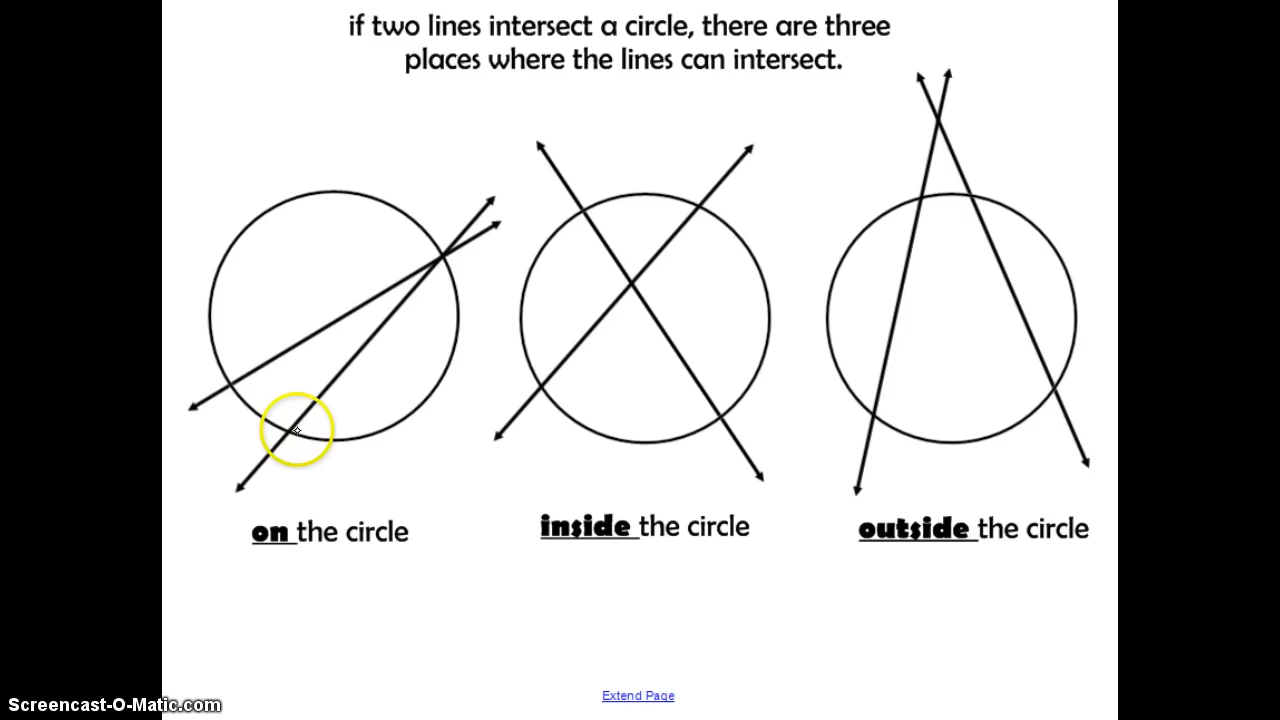 if two lines intersect a circle, there are three
places where the lines can intersect.
on the circle
inside the circle
outside the circle
Extend Page
Screencast-O-Matic.com